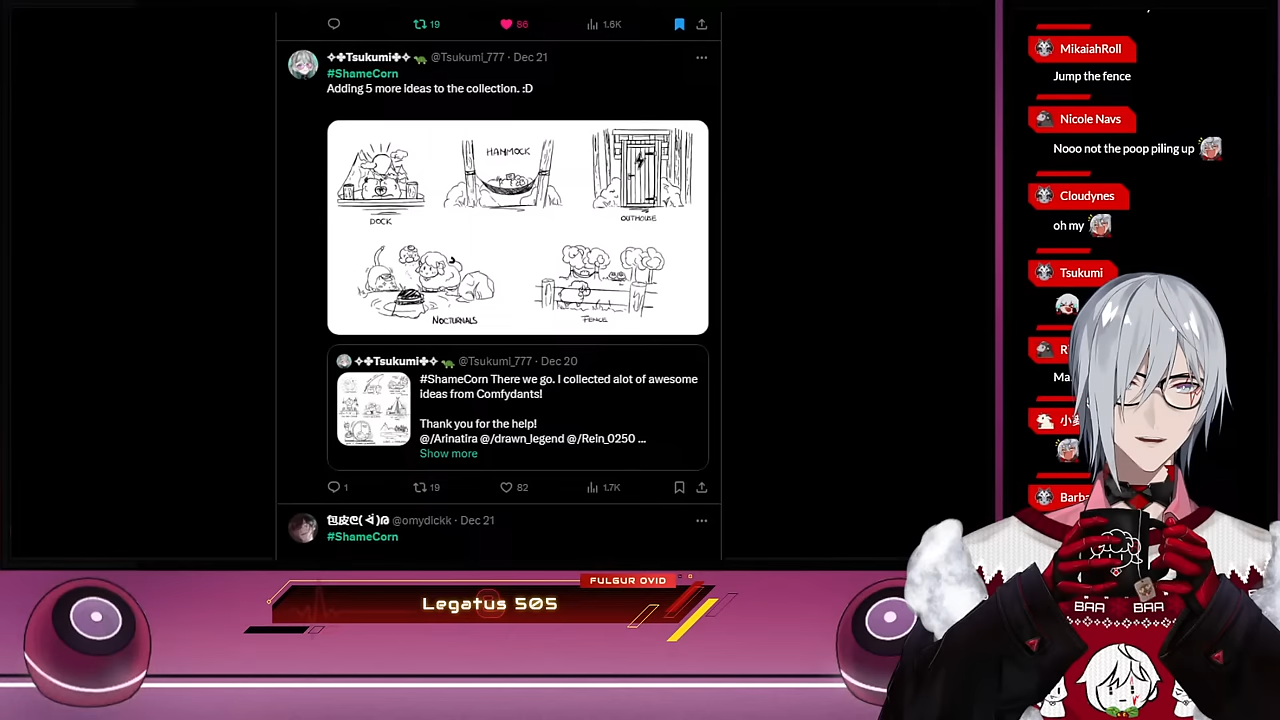 19
86
1.6K
✧✤Tsukumi✤✧ 🐢 @Tsukumi_777 · Dec 21
#ShameCorn
Adding 5 more ideas to the collection. :D
DOCK
HAMMOCK
OUTHOUSE
NOCTURNALS
FENCE
✧✤Tsukumi✤✧ 🐢 @Tsukumi_777 · Dec 20
#ShameCorn There we go. I collected alot of awesome
ideas from Comfydants!
Thank you for the help!
@/Arinatira @/drawn_legend @/Rein_0250 ...
Show more
1
19
82
1.7K
@omydickk · Dec 21
#ShameCorn
FULGUR OVID
Legatus 505
MikaiahRoll
Jump the fence
Nicole Navs
Nooo not the poop piling up
Cloudynes
oh my
Tsukumi
BAA BAA